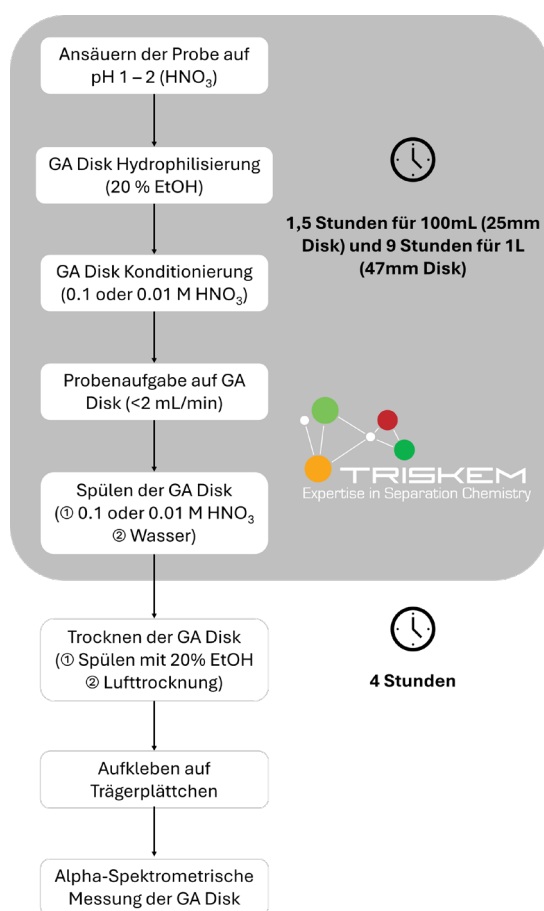 Ansäuern der Probe auf
pH 1 – 2 (HNO₃)
GA Disk Hydrophilisierung
(20 % EtOH)
1,5 Stunden für 100mL (25mm
Disk) und 9 Stunden für 1L
(47mm Disk)
GA Disk Konditionierung
(0.1 oder 0.01 M HNO₃)
Probenaufgabe auf GA
Disk (<2 mL/min)
TRISKEM
Expertise in Separation Chemistry
Spülen der GA Disk
(① 0.1 oder 0.01 M HNO₃
② Wasser)
Trocknen der GA Disk
(① Spülen mit 20% EtOH
② Lufttrocknung)
4 Stunden
Aufkleben auf
Trägerplättchen
Alpha-Spektrometrische
Messung der GA Disk